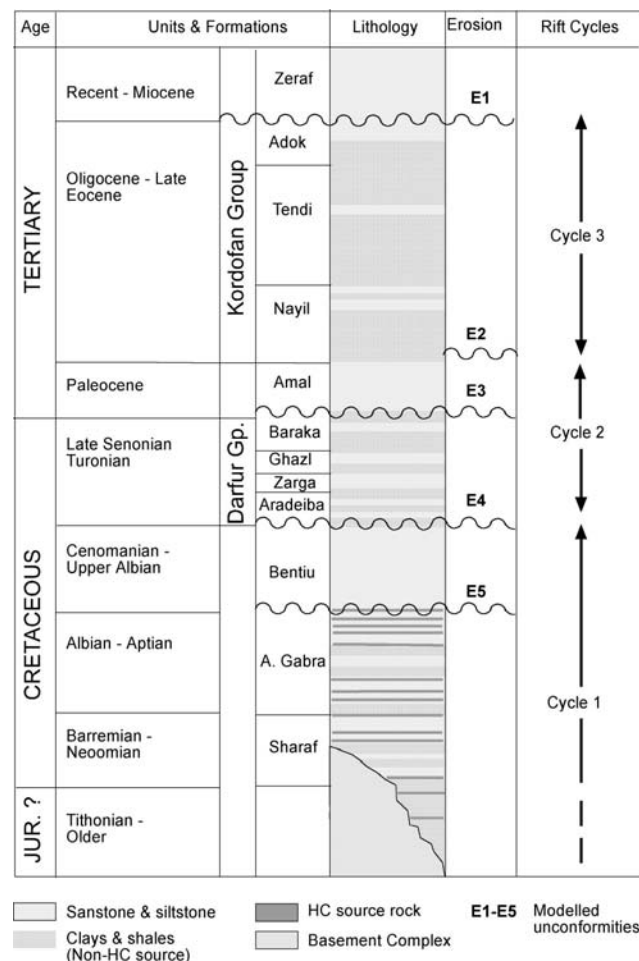 Age
Units & Formations
Lithology
Erosion
Rift Cycles
TERTIARY
CRETACEOUS
JUR. ?
Recent - Miocene
Oligocene - Late
Eocene
Paleocene
Late Senonian
Turonian
Cenomanian -
Upper Albian
Albian - Aptian
Barremian -
Neoomian
Tithonian -
Older
Kordofan Group
Darfur Gp.
Zeraf
Adok
Tendi
Nayil
Amal
Baraka
Ghazl
Zarga
Aradeiba
Bentiu
A. Gabra
Sharaf
E1
E2
E3
E4
E5
Cycle 3
Cycle 2
Cycle 1
Sanstone & siltstone
Clays & shales
(Non-HC source)
HC source rock
Basement Complex
E1-E5 Modelled
unconformities